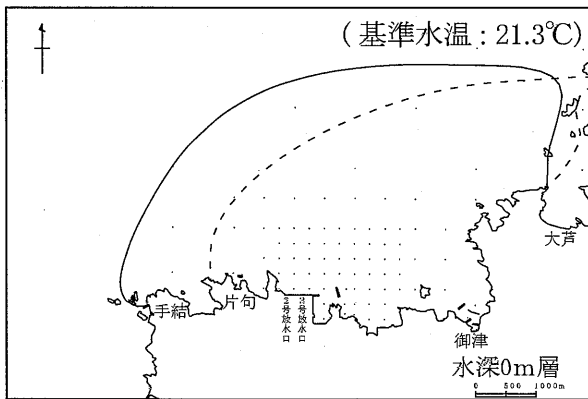 (基準水温：21.3℃)
大芦
手結
片句
2号放水口
3号放水口
御津
水深0m層
0 500 1000m